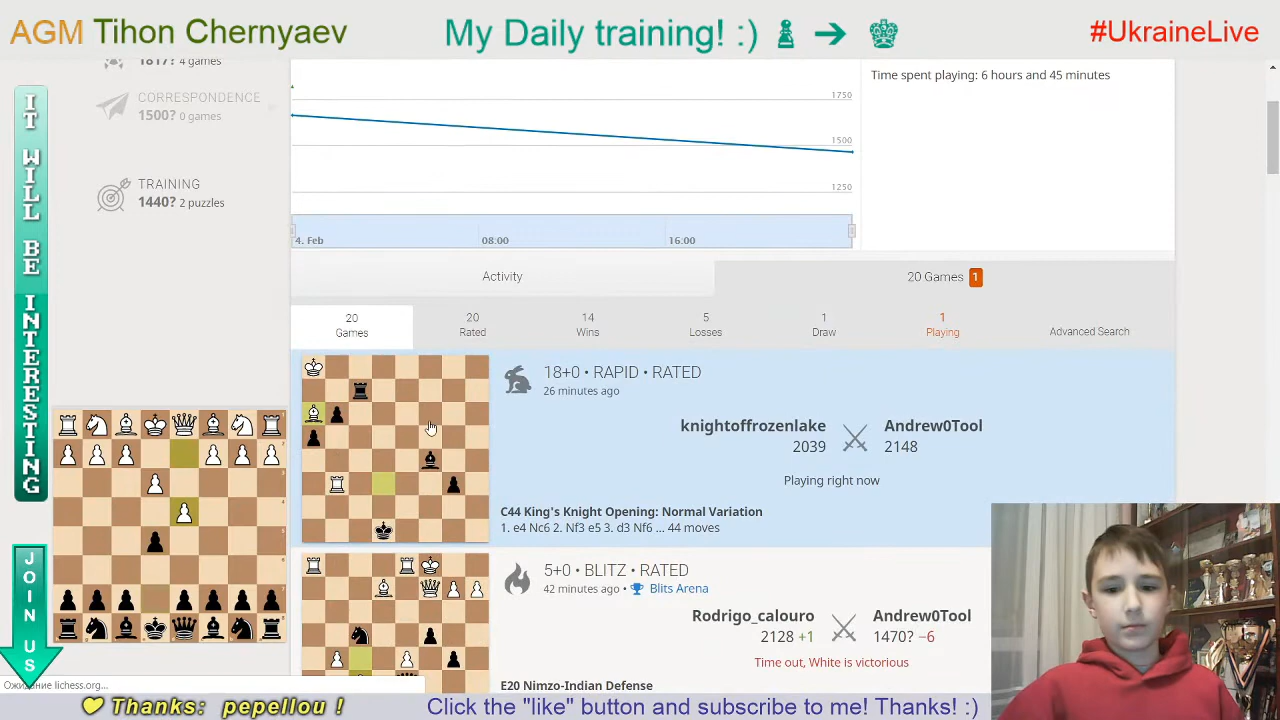 AGM Tihon Chernyaev
My Daily training! :)
#UkraineLive
IT WILL BE INTERESTING
JOIN US
1817? 4 games
CORRESPONDENCE
1500? 0 games
TRAINING
1440? 2 puzzles
1750
1500
1250
4. Feb
08:00
16:00
Time spent playing: 6 hours and 45 minutes
Activity
20 Games 1
20 Games
20 Rated
14 Wins
5 Losses
1 Draw
1 Playing
Advanced Search
18+0 • RAPID • RATED
26 minutes ago
knightoffrozenlake
2039
Andrew0Tool
2148
Playing right now
C44 King's Knight Opening: Normal Variation
1. e4 Nc6 2. Nf3 e5 3. d3 Nf6 ... 44 moves
5+0 • BLITZ • RATED
42 minutes ago • Blits Arena
Rodrigo_calouro
2128 +1
Andrew0Tool
1470? −6
Time out, White is victorious
E20 Nimzo-Indian Defense
Ожидание lichess.org...
Thanks: pepellou !
Click the "like" button and subscribe to me! Thanks! :)